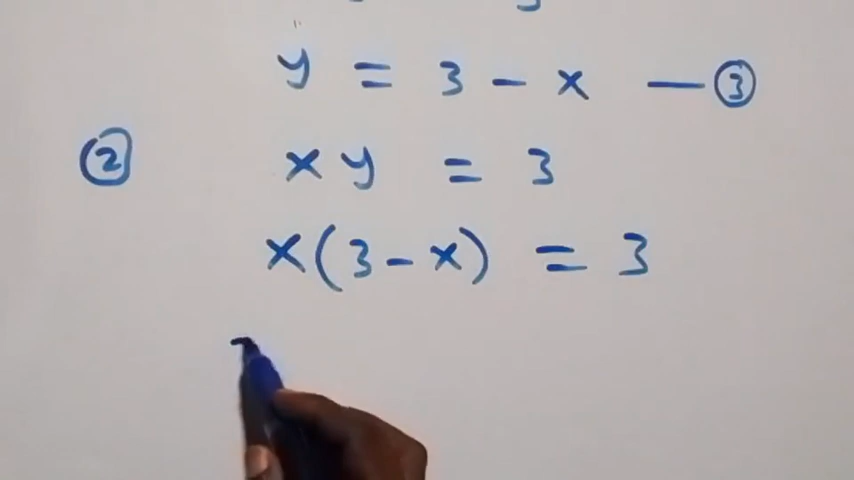 y = 3 - x — ③
② xy = 3
x(3 - x) = 3